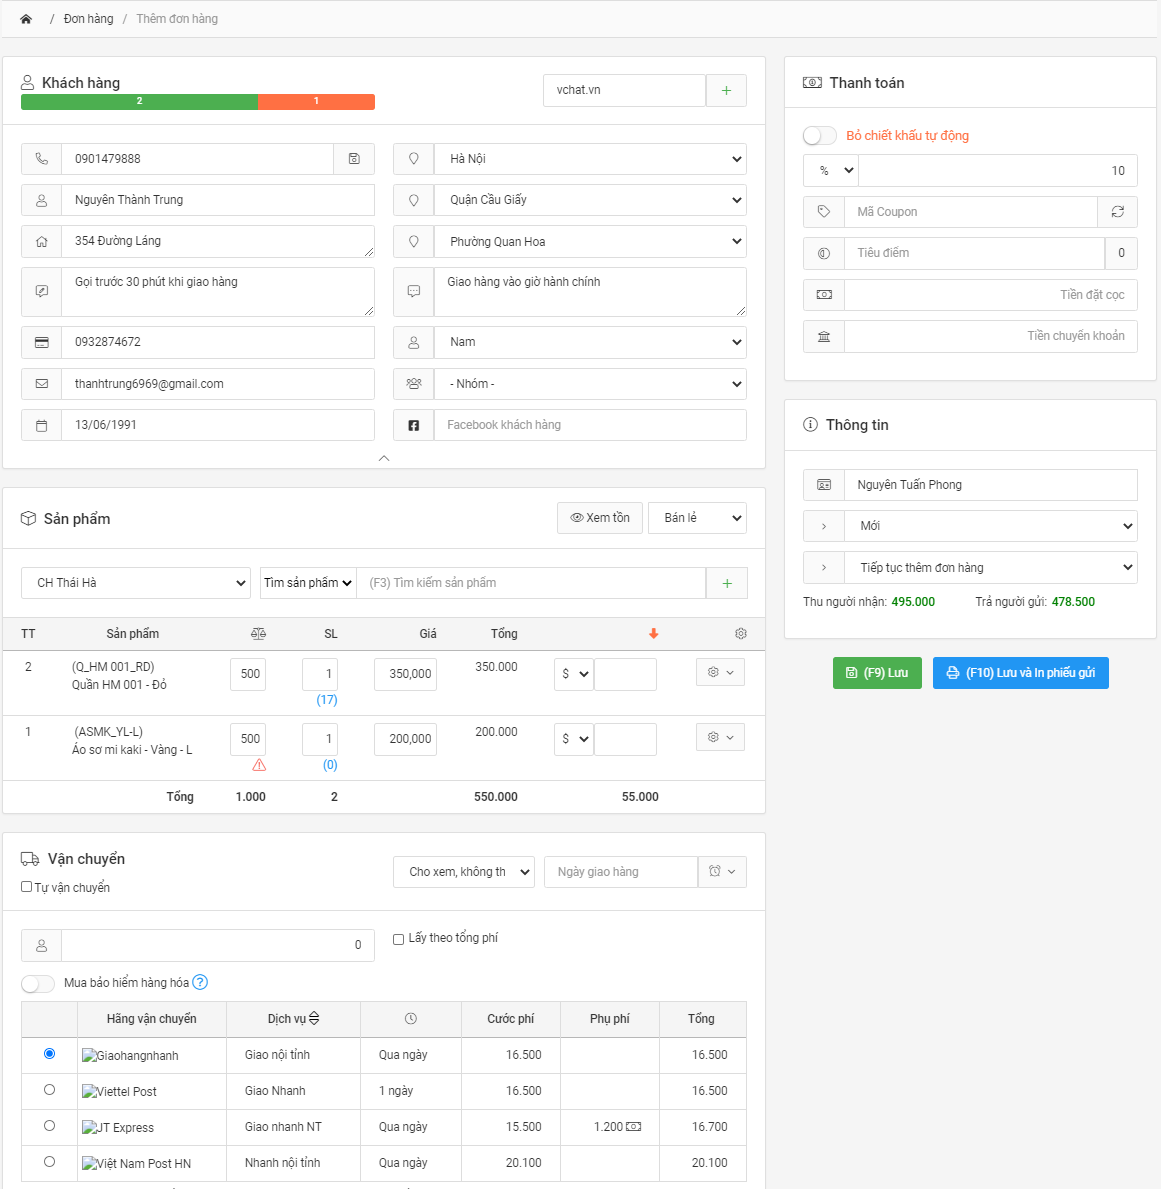 / Đơn hàng / Thêm đơn hàng
Khách hàng
2 1
vchat.vn +
0901479888
Hà Nội
Nguyễn Thành Trung
Quận Cầu Giấy
354 Đường Láng
Phường Quan Hoa
Gọi trước 30 phút khi giao hàng
Giao hàng vào giờ hành chính
0932874672
Nam
thanhtrung6969@gmail.com
- Nhóm -
13/06/1991
Facebook khách hàng
Thanh toán
Bỏ chiết khấu tự động
% 10
Mã Coupon
Tiêu điểm 0
Tiền đặt cọc
Tiền chuyển khoản
Thông tin
Nguyễn Tuấn Phong
Mới
Tiếp tục thêm đơn hàng
Thu người nhận: 495.000 Trả người gửi: 478.500
(F9) Lưu (F10) Lưu và In phiếu gửi
Sản phẩm
Xem tồn Bán lẻ
CH Thái Hà Tìm sản phẩm (F3) Tìm kiếm sản phẩm +
TT Sản phẩm SL Giá Tổng
2 (Q_HM 001_RD) 500 1 350,000 350.000 $
Quần HM 001 - Đỏ (17)
1 (ASMK_YL-L) 500 1 200,000 200.000 $
Áo sơ mi kaki - Vàng - L (0)
Tổng 1.000 2 550.000 55.000
Vận chuyển
Tự vận chuyển
Cho xem, không th Ngày giao hàng
0 Lấy theo tổng phí
Mua bảo hiểm hàng hóa ?
Hãng vận chuyển Dịch vụ Cước phí Phụ phí Tổng
Giaohangnhanh Giao nội tỉnh Qua ngày 16.500 16.500
Viettel Post Giao Nhanh 1 ngày 16.500 16.500
JT Express Giao nhanh NT Qua ngày 15.500 1.200 16.700
Việt Nam Post HN Nhanh nội tỉnh Qua ngày 20.100 20.100